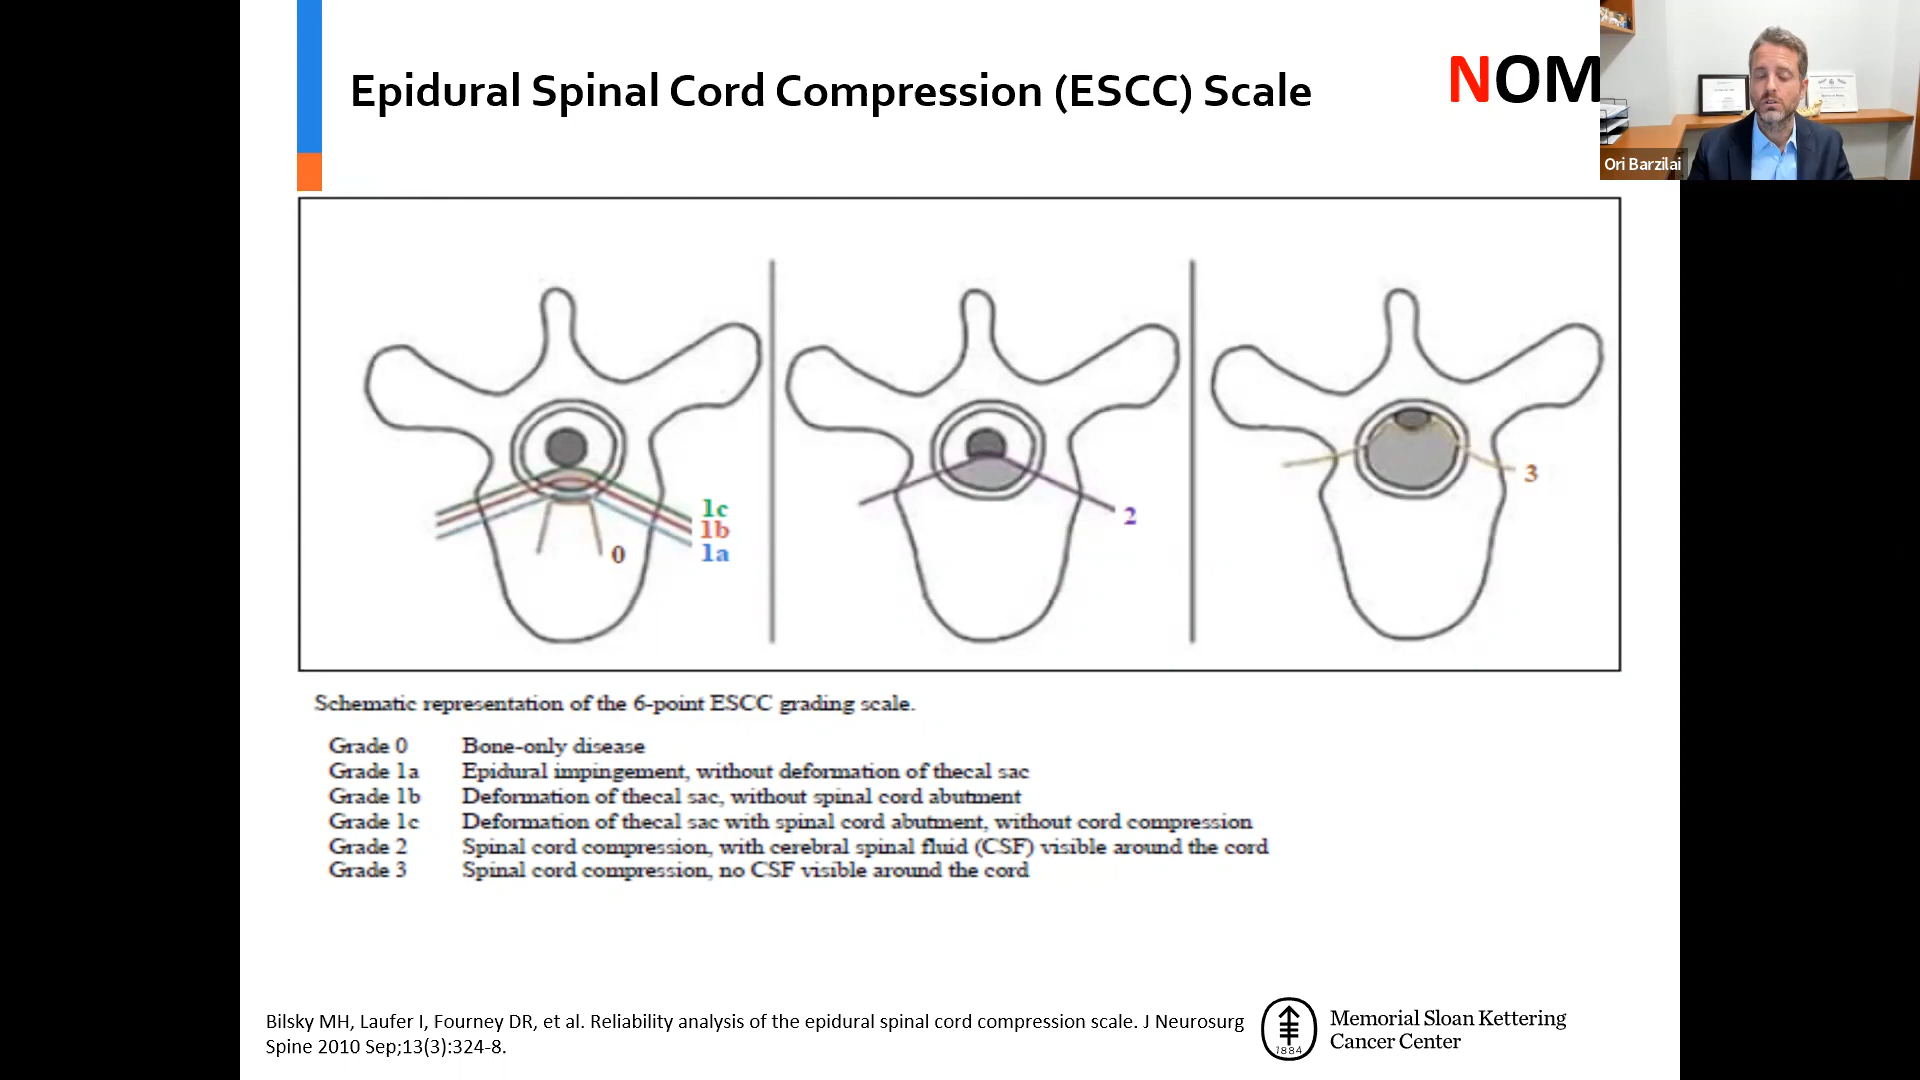 Epidural Spinal Cord Compression (ESCC) Scale
NOM
Ori Barzilai
1c
1b
1a
0
2
3
Schematic representation of the 6-point ESCC grading scale.
Grade 0 Bone-only disease
Grade 1a Epidural impingement, without deformation of thecal sac
Grade 1b Deformation of thecal sac, without spinal cord abutment
Grade 1c Deformation of thecal sac with spinal cord abutment, without cord compression
Grade 2 Spinal cord compression, with cerebral spinal fluid (CSF) visible around the cord
Grade 3 Spinal cord compression, no CSF visible around the cord
Bilsky MH, Laufer I, Fourney DR, et al. Reliability analysis of the epidural spinal cord compression scale. J Neurosurg
Spine 2010 Sep;13(3):324-8.
1884
Memorial Sloan Kettering
Cancer Center